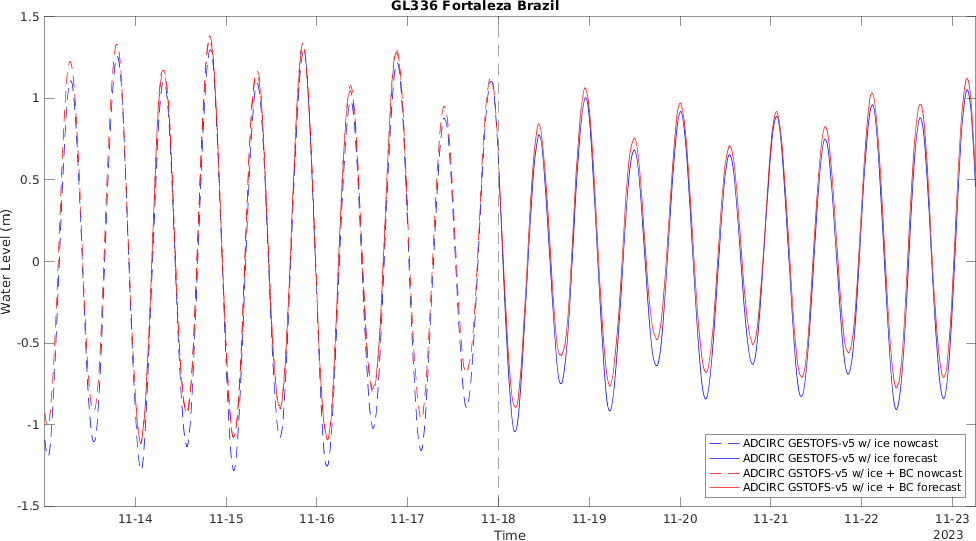 GL336 Fortaleza Brazil
1.5
1
0.5
0
-0.5
-1
-1.5
Water Level (m)
ADCIRC GESTOFS-v5 w/ ice nowcast
ADCIRC GESTOFS-v5 w/ ice forecast
ADCIRC GSTOFS-v5 w/ ice + BC nowcast
ADCIRC GSTOFS-v5 w/ ice + BC forecast
11-14 11-15 11-16 11-17 11-18 11-19 11-20 11-21 11-22 11-23
2023
Time